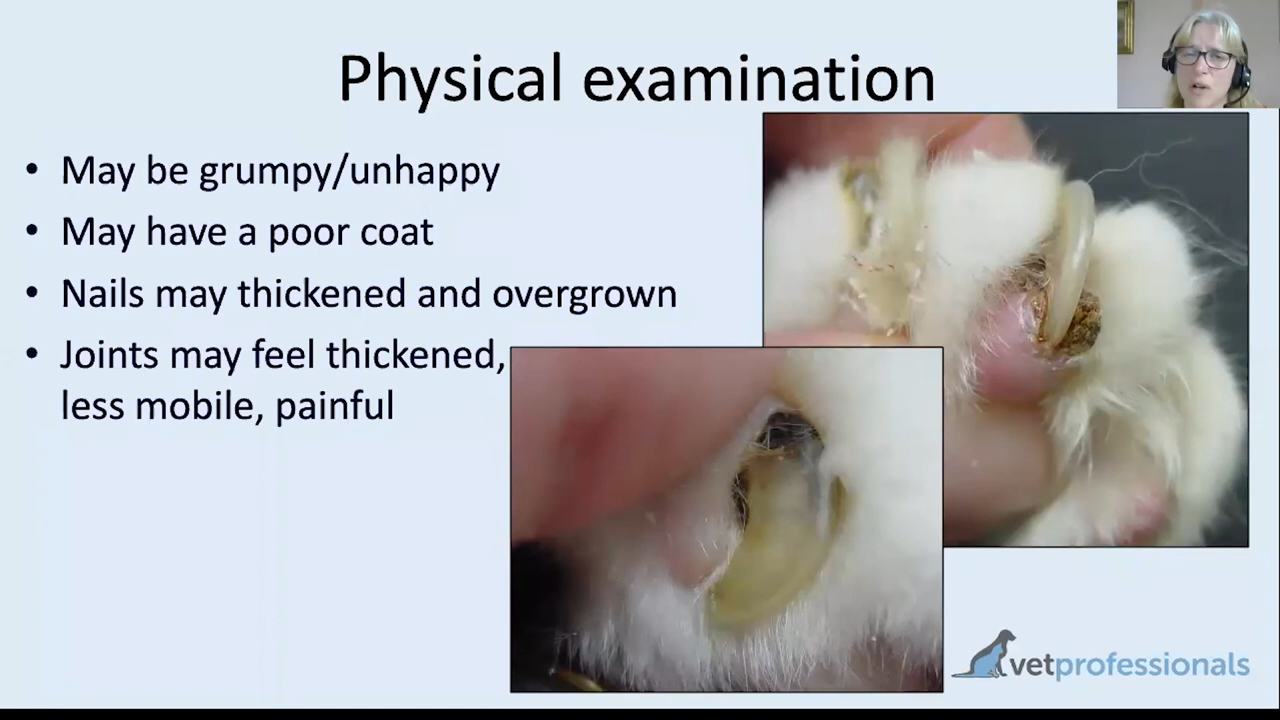 Physical examination
• May be grumpy/unhappy
• May have a poor coat
• Nails may thickened and overgrown
• Joints may feel thickened,
less mobile, painful
vetprofessionals